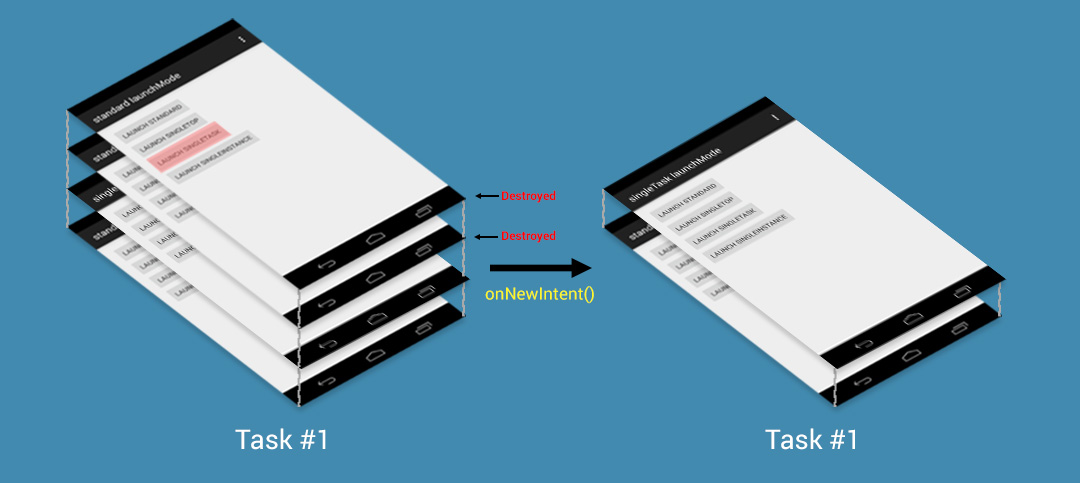 standard launchMode
LAUNCH STANDARD
LAUNCH SINGLETOP
LAUNCH SINGLETASK
LAUNCH SINGLEINSTANCE
Destroyed
Destroyed
onNewIntent()
singleTask launchMode
LAUNCH STANDARD
LAUNCH SINGLETOP
LAUNCH SINGLETASK
LAUNCH SINGLEINSTANCE
Task #1
Task #1